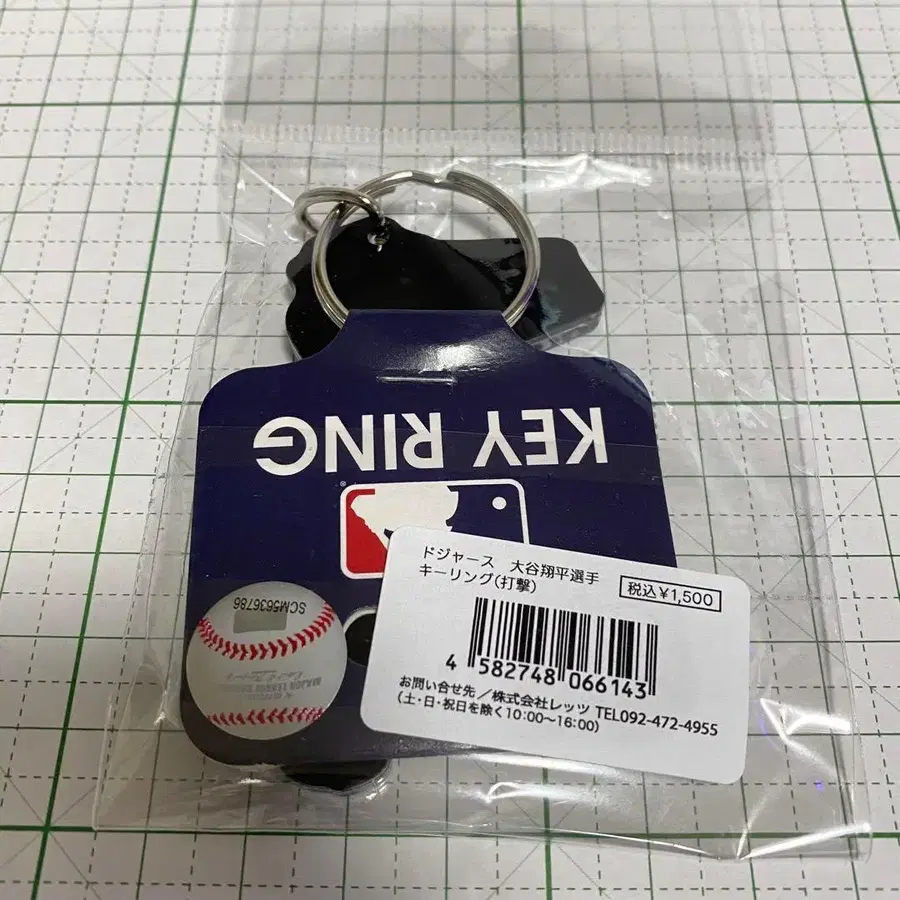 KEY RING
®
ドジャース 大谷翔平選手
キーリング(打撃)
税込¥1,500
4 582748 066143
お問い合せ先/株式会社レッツ TEL092-472-4955
(土・日・祝日を除く10:00〜16:00)
SCM5636786
MAJOR LEAGUE